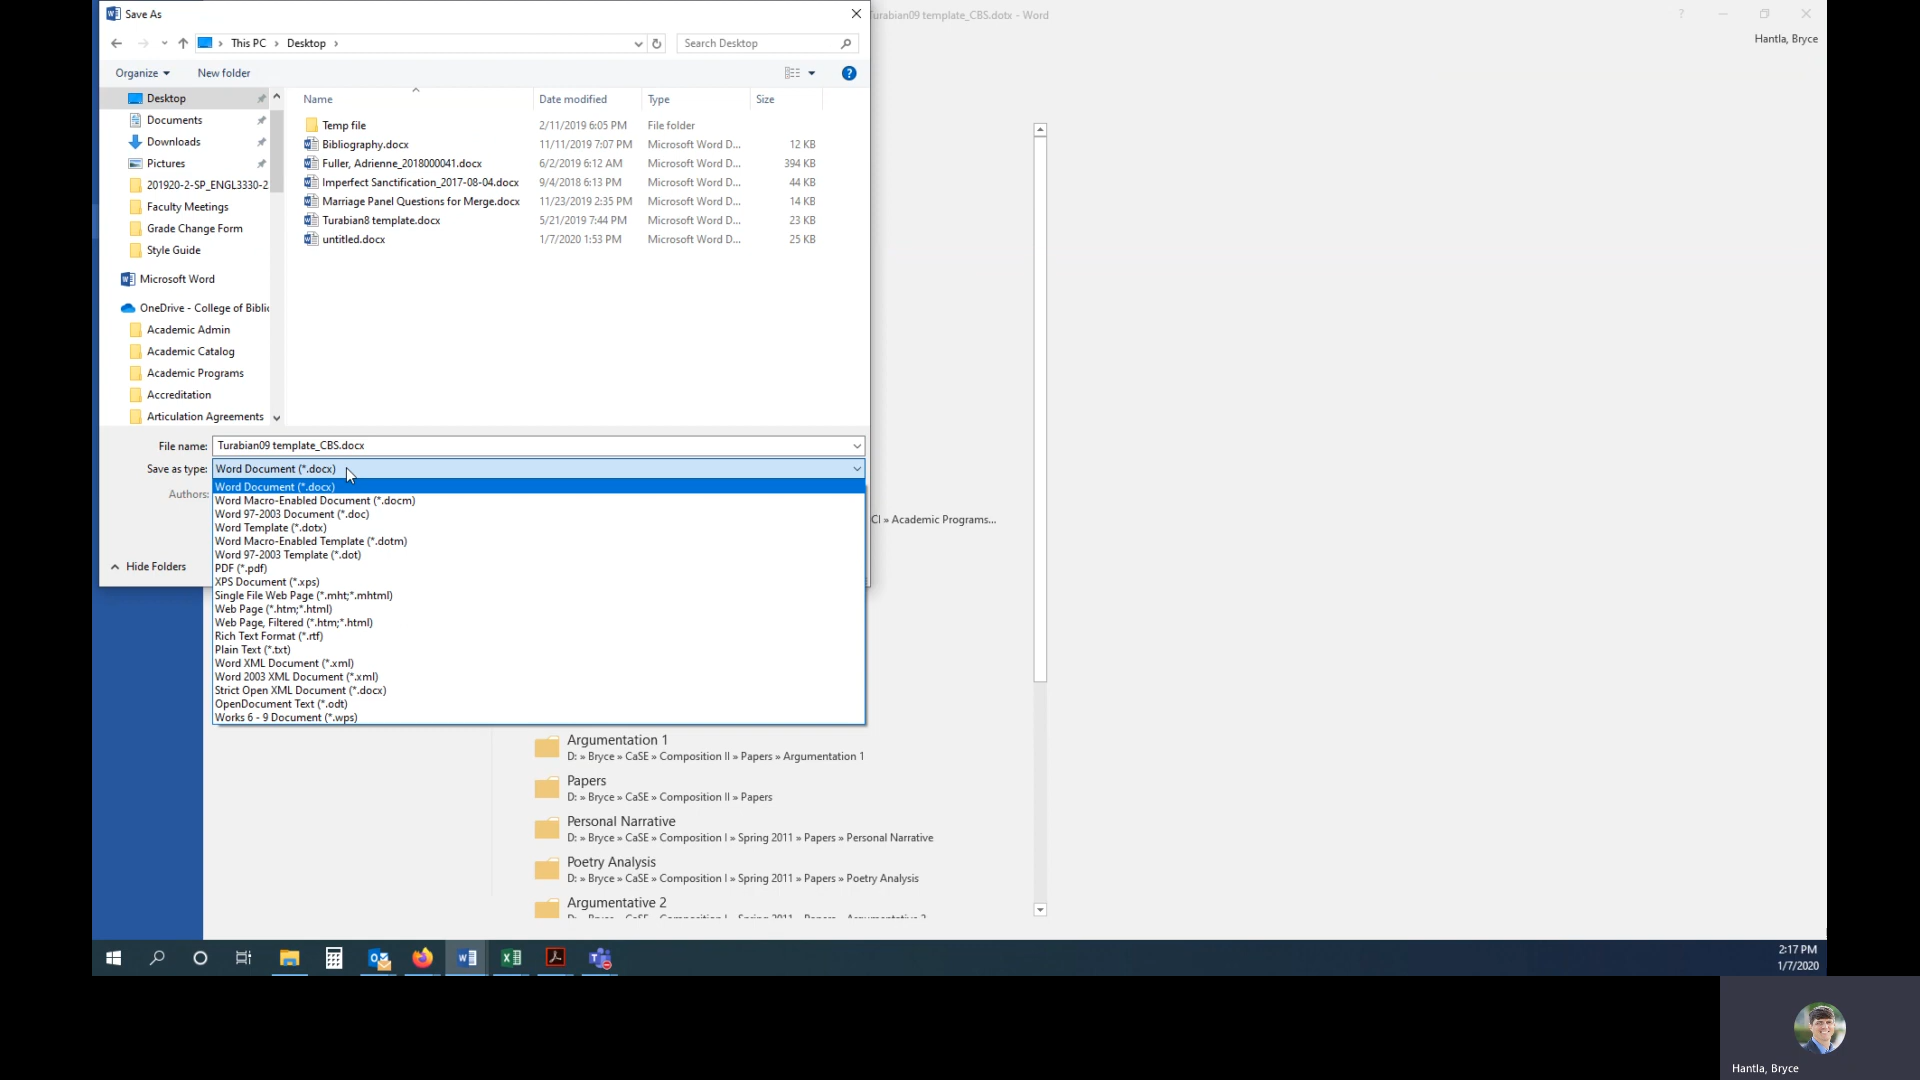 Save As
Turabian09 template_CBS.dotx - Word
?
Hantla, Bryce
This PC
Desktop
Search Desktop
Organize
New folder
?
Name
Date modified
Type
Size
Desktop
Documents
Downloads
Pictures
201920-2-SP_ENGL3330-2
Faculty Meetings
Grade Change Form
Style Guide
Microsoft Word
OneDrive - College of Biblic
Academic Admin
Academic Catalog
Academic Programs
Accreditation
Articulation Agreements
Temp file 2/11/2019 6:05 PM File folder
Bibliography.docx 11/11/2019 7:07 PM Microsoft Word D... 12 KB
Fuller, Adrienne_2018000041.docx 6/2/2019 6:12 AM Microsoft Word D... 394 KB
Imperfect Sanctification_2017-08-04.docx 9/4/2018 6:13 PM Microsoft Word D... 44 KB
Marriage Panel Questions for Merge.docx 11/23/2019 2:35 PM Microsoft Word D... 14 KB
Turabian8 template.docx 5/21/2019 7:44 PM Microsoft Word D... 23 KB
untitled.docx 1/7/2020 1:53 PM Microsoft Word D... 25 KB
File name: Turabian09 template_CBS.docx
Save as type: Word Document (*.docx)
Authors:
Hide Folders
Word Document (*.docx)
Word Macro-Enabled Document (*.docm)
Word 97-2003 Document (*.doc)
Word Template (*.dotx)
Word Macro-Enabled Template (*.dotm)
Word 97-2003 Template (*.dot)
PDF (*.pdf)
XPS Document (*.xps)
Single File Web Page (*.mht;*.mhtml)
Web Page (*.htm;*.html)
Web Page, Filtered (*.htm;*.html)
Rich Text Format (*.rtf)
Plain Text (*.txt)
Word XML Document (*.xml)
Word 2003 XML Document (*.xml)
Strict Open XML Document (*.docx)
OpenDocument Text (*.odt)
Works 6 - 9 Document (*.wps)
CI » Academic Programs...
Argumentation 1
D: » Bryce » CaSE » Composition II » Papers » Argumentation 1
Papers
D: » Bryce » CaSE » Composition II » Papers
Personal Narrative
D: » Bryce » CaSE » Composition I » Spring 2011 » Papers » Personal Narrative
Poetry Analysis
D: » Bryce » CaSE » Composition I » Spring 2011 » Papers » Poetry Analysis
Argumentative 2
D: » Bryce » CaSE » Composition I » Spring 2011 » Papers » Argumentative 2
2:17 PM
1/7/2020
Hantla, Bryce